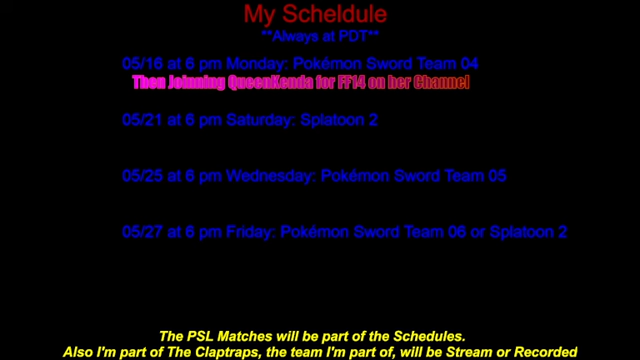 My Scheldule
**Always at PDT**
05/16 at 6 pm Monday: Pokémon Sword Team 04
Then Joinning QueenKenda for FF14 on her Channel
05/21 at 6 pm Saturday: Splatoon 2
05/25 at 6 pm Wednesday: Pokémon Sword Team 05
05/27 at 6 pm Friday: Pokémon Sword Team 06 or Splatoon 2
The PSL Matches will be part of the Schedules.
Also I'm part of The Claptraps, the team I'm part of, will be Stream or Recorded